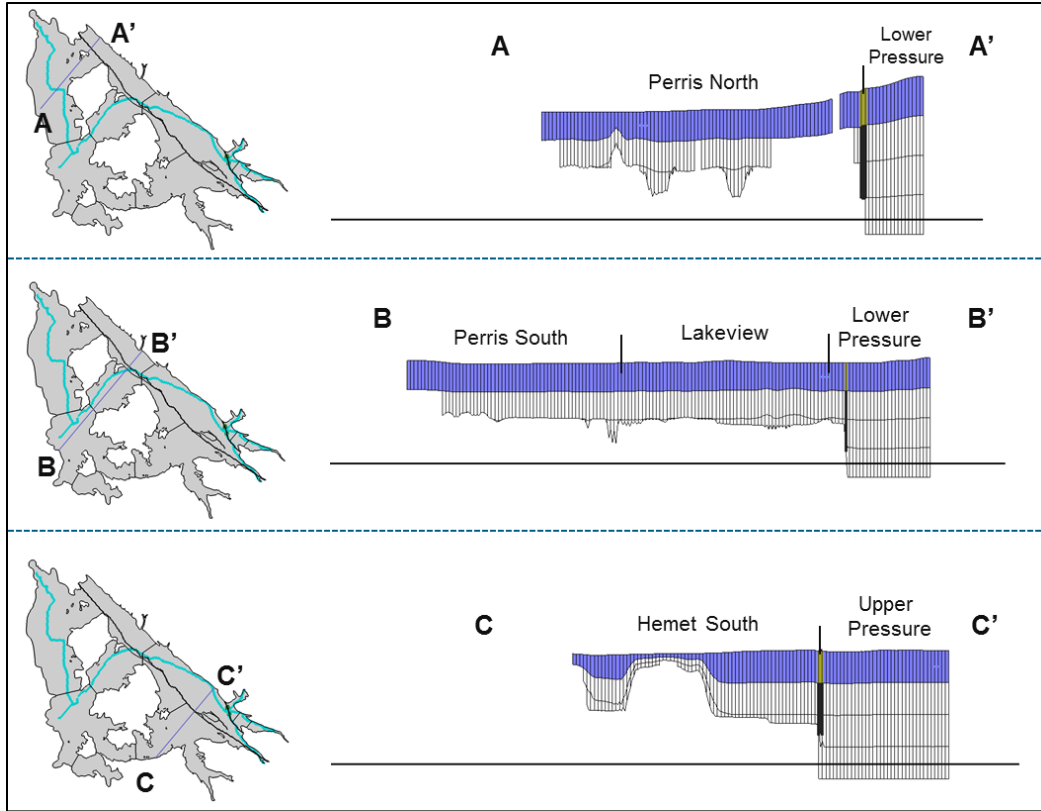 A'
A
A
Perris North
Lower
Pressure
A'
B'
B
B
Perris South
Lakeview
Lower
Pressure
B'
C'
C
C
Hemet South
Upper
Pressure
C'